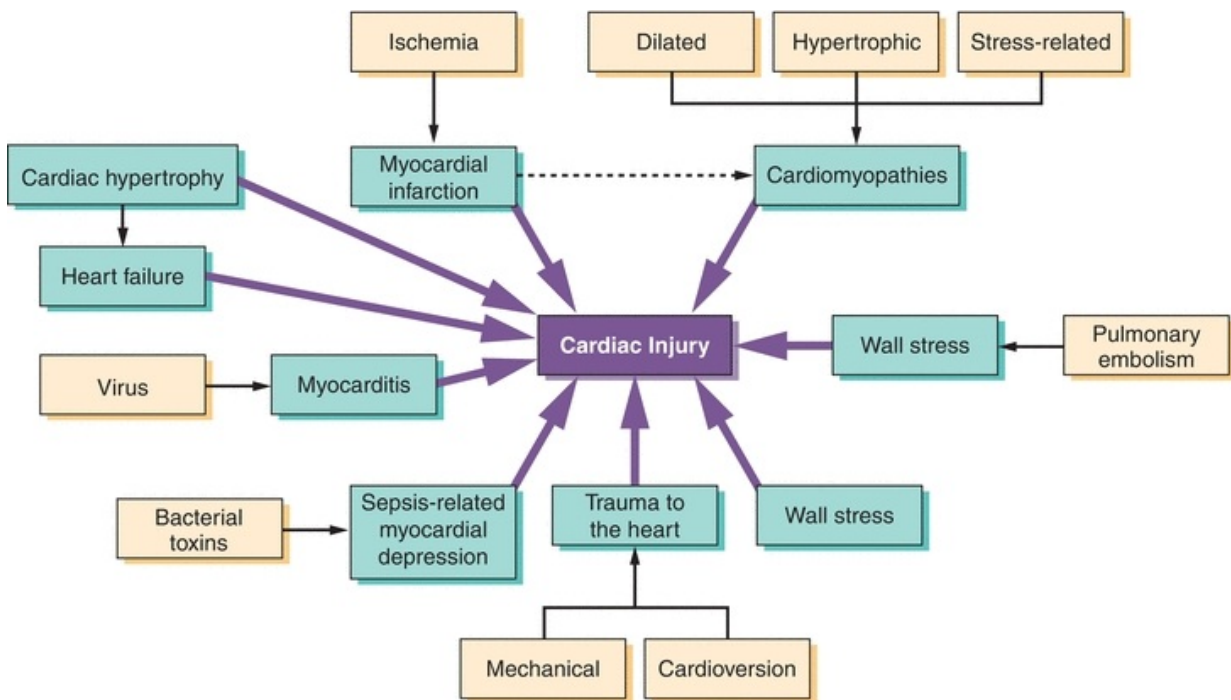 Ischemia
Dilated
Hypertrophic
Stress-related
Cardiac hypertrophy
Myocardial
infarction
Cardiomyopathies
Heart failure
Cardiac Injury
Wall stress
Pulmonary
embolism
Virus
Myocarditis
Bacterial
toxins
Sepsis-related
myocardial
depression
Trauma to
the heart
Wall stress
Mechanical
Cardioversion